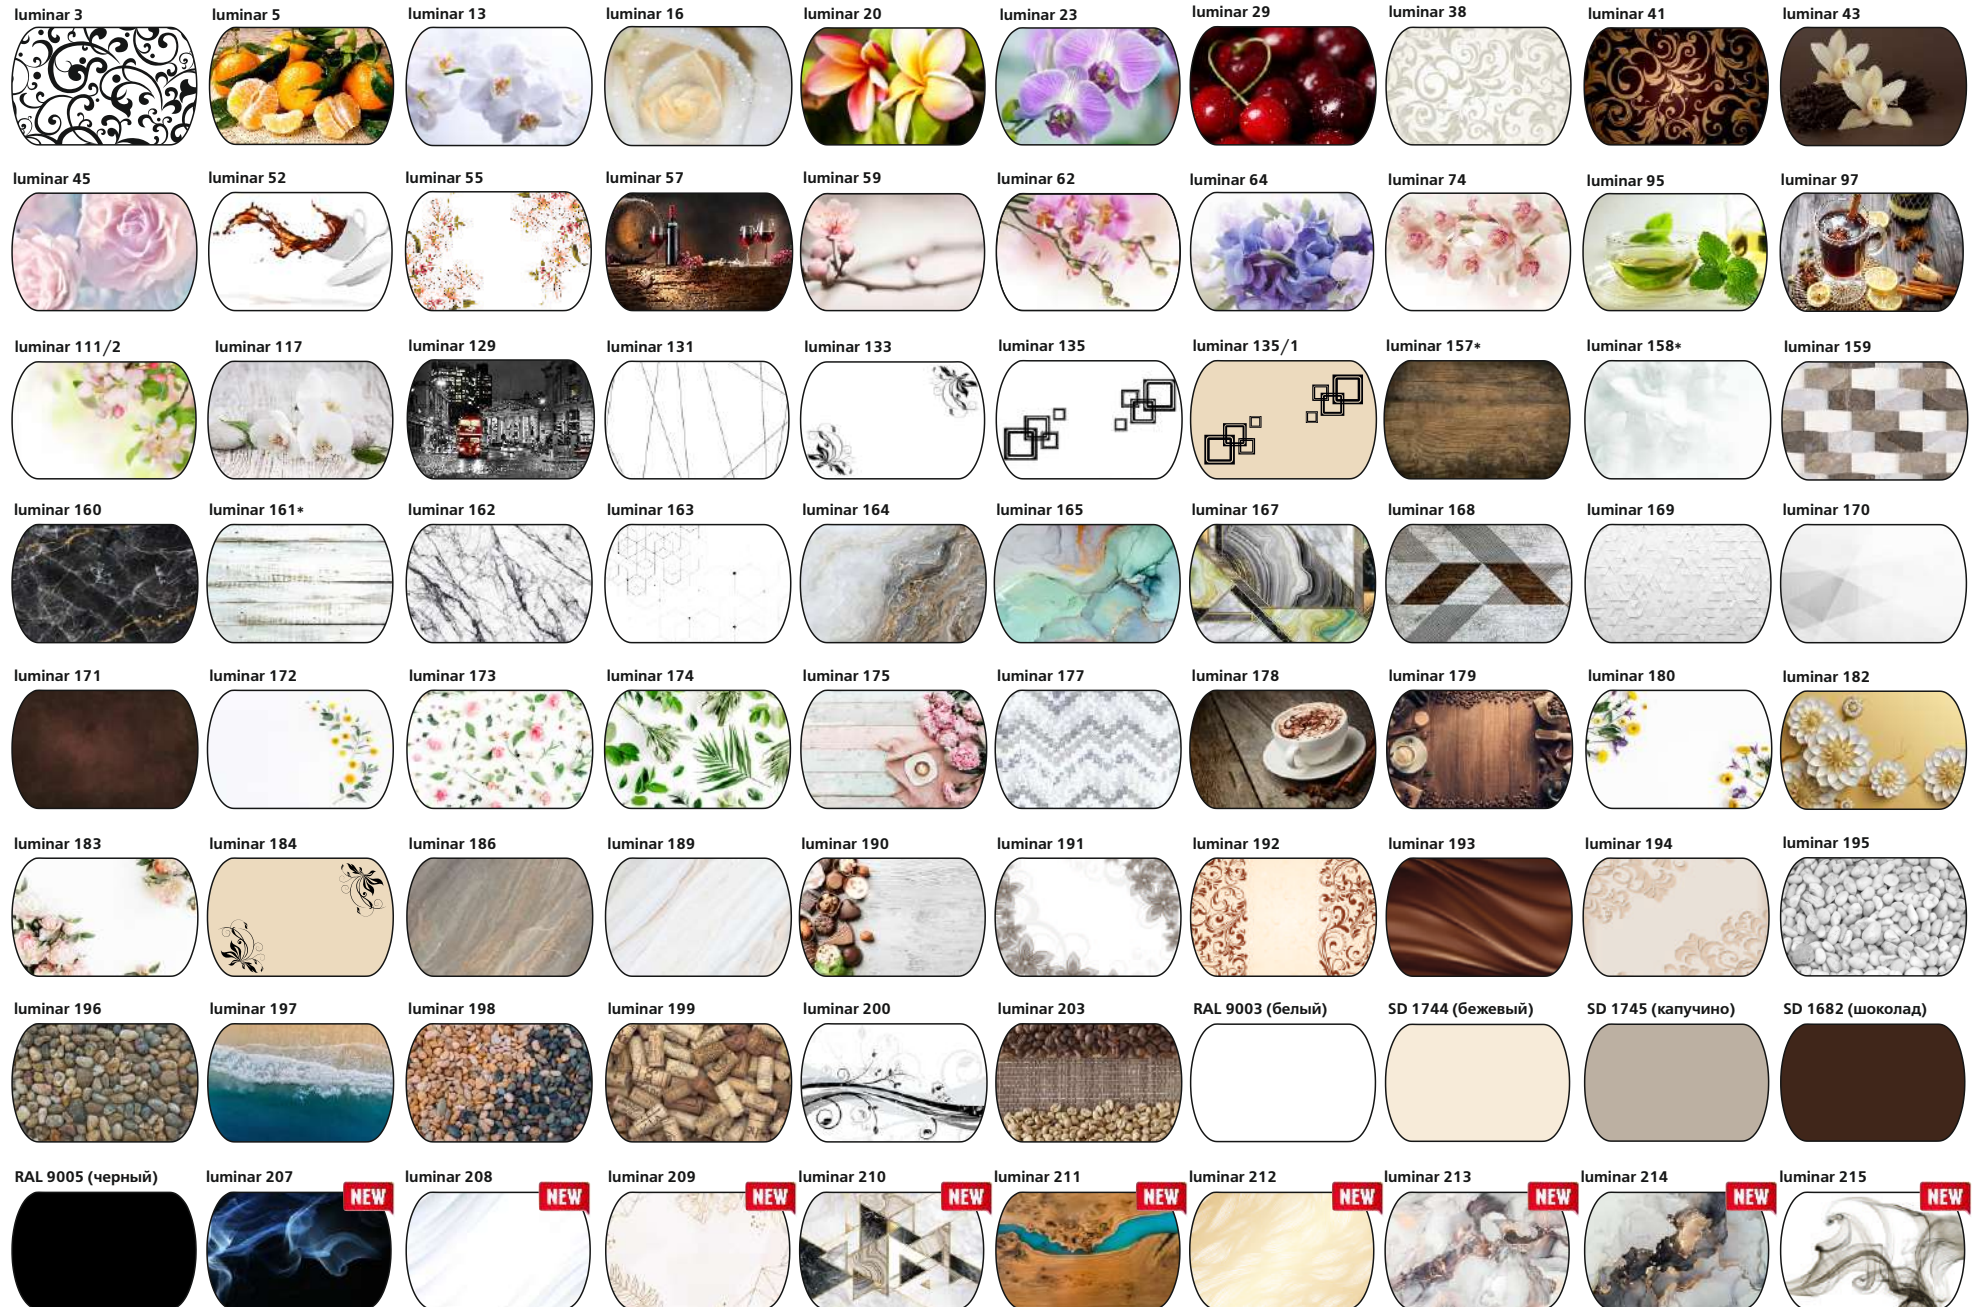 luminar 3
luminar 5
luminar 13
luminar 16
luminar 20
luminar 23
luminar 29
luminar 38
luminar 41
luminar 43
luminar 45
luminar 52
luminar 55
luminar 57
luminar 59
luminar 62
luminar 64
luminar 74
luminar 95
luminar 97
luminar 111/2
luminar 117
luminar 129
luminar 131
luminar 133
luminar 135
luminar 135/1
luminar 157*
luminar 158*
luminar 159
luminar 160
luminar 161*
luminar 162
luminar 163
luminar 164
luminar 165
luminar 167
luminar 168
luminar 169
luminar 170
luminar 171
luminar 172
luminar 173
luminar 174
luminar 175
luminar 177
luminar 178
luminar 179
luminar 180
luminar 182
luminar 183
luminar 184
luminar 186
luminar 189
luminar 190
luminar 191
luminar 192
luminar 193
luminar 194
luminar 195
luminar 196
luminar 197
luminar 198
luminar 199
luminar 200
luminar 203
RAL 9003 (белый)
SD 1744 (бежевый)
SD 1745 (капучино)
SD 1682 (шоколад)
RAL 9005 (черный)
luminar 207
NEW
luminar 208
NEW
luminar 209
NEW
luminar 210
NEW
luminar 211
NEW
luminar 212
NEW
luminar 213
NEW
luminar 214
NEW
luminar 215
NEW